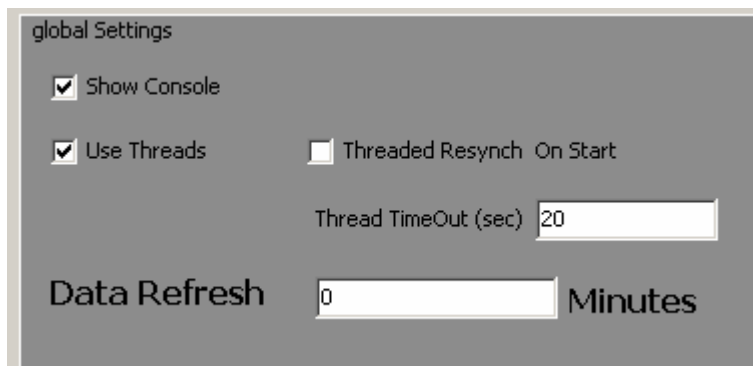 global Settings
Show Console
Use Threads Threaded Resynch On Start
Thread TimeOut (sec) 20
Data Refresh 0 Minutes